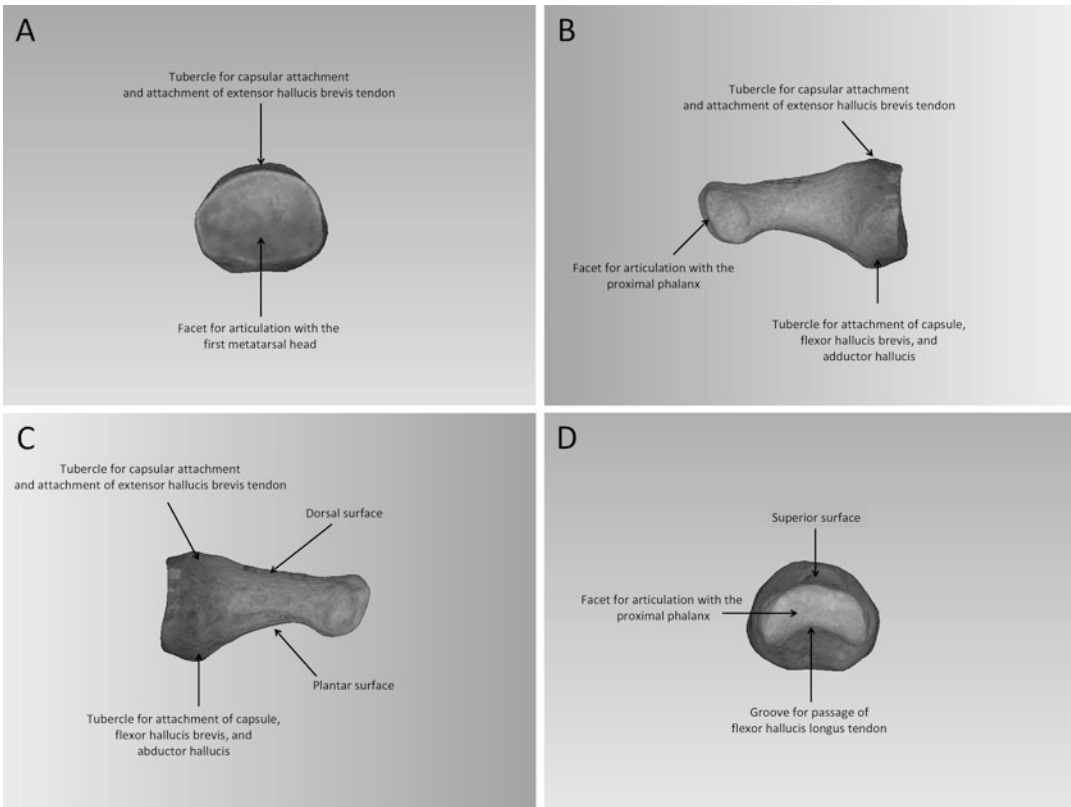 A
Tubercle for capsular attachment
and attachment of extensor hallucis brevis tendon
Facet for articulation with the
first metatarsal head
B
Tubercle for capsular attachment
and attachment of extensor hallucis brevis tendon
Facet for articulation with the
proximal phalanx
Tubercle for attachment of capsule,
flexor hallucis brevis, and
adductor hallucis
C
Tubercle for capsular attachment
and attachment of extensor hallucis brevis tendon
Dorsal surface
Plantar surface
Tubercle for attachment of capsule,
flexor hallucis brevis, and
abductor hallucis
D
Superior surface
Facet for articulation with the
proximal phalanx
Groove for passage of
flexor hallucis longus tendon